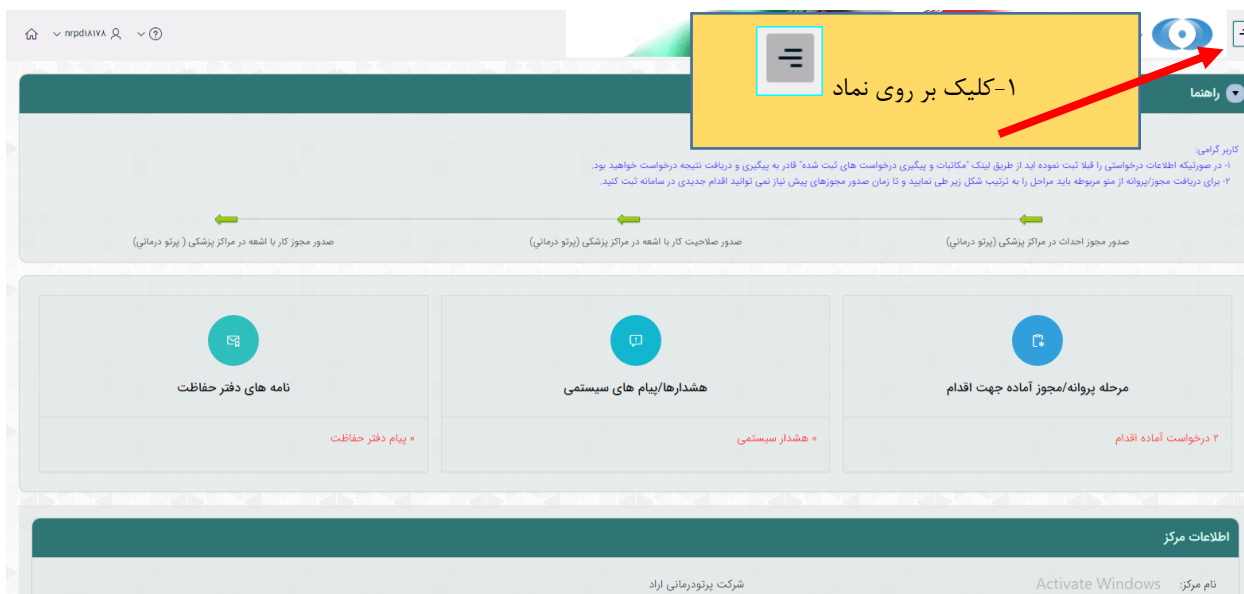 nrpd۱۸۱۷۸
۱-کلیک بر روی نماد
راهنما
کاربر گرامی:
۱- در صورتیکه اطلاعات درخواستی را قبلا ثبت نموده اید از طریق لینک "مکاتبات و پیگیری درخواست های ثبت شده" قادر به پیگیری و دریافت نتیجه درخواست خواهید بود.
۲- برای دریافت مجوز/پروانه از منو مربوطه باید مراحل را به ترتیب شکل زیر طی نمایید و تا زمان صدور مجوزهای پیش نیاز نمی توانید اقدام جدیدی در سامانه ثبت کنید.
صدور مجوز احداث در مراکز پزشکی (پرتو درماني)
صدور صلاحیت کار با اشعه در مراکز پزشکی (پرتو درماني)
صدور مجوز کار با اشعه در مراکز پزشکی ( پرتو درماني)
مرحله پروانه/مجوز آماده جهت اقدام
هشدارها/پیام های سیستمی
نامه های دفتر حفاظت
۲ درخواست آماده اقدام
۰ هشدار سیستمی
۰ پیام دفتر حفاظت
اطلاعات مرکز
نام مرکز:
شرکت پرتودرمانی اراد
Activate Windows